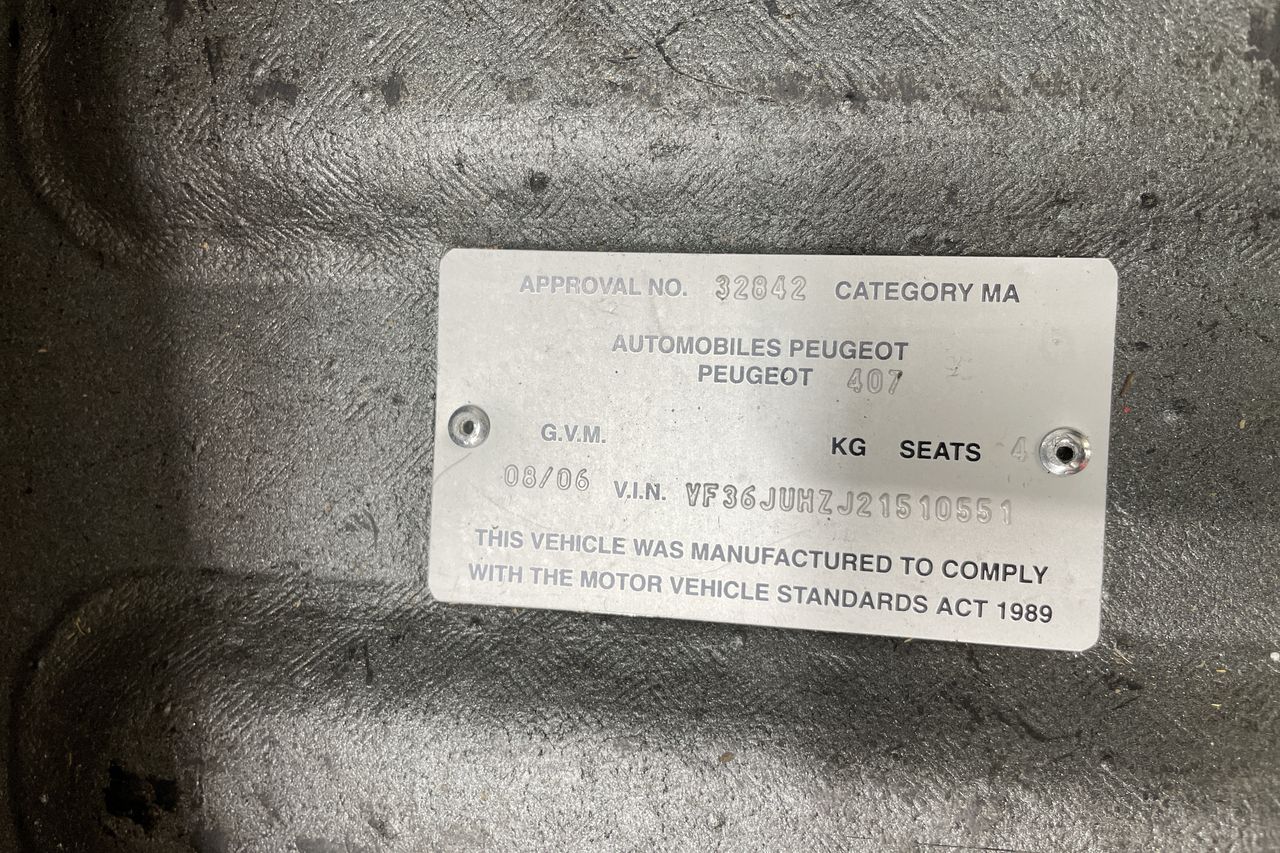 APPROVAL NO. 32842 CATEGORY MA
AUTOMOBILES PEUGEOT
PEUGEOT 407
G.V.M. KG SEATS 4
08/06 V.I.N. VF36JUHZJ21510551
THIS VEHICLE WAS MANUFACTURED TO COMPLY
WITH THE MOTOR VEHICLE STANDARDS ACT 1989